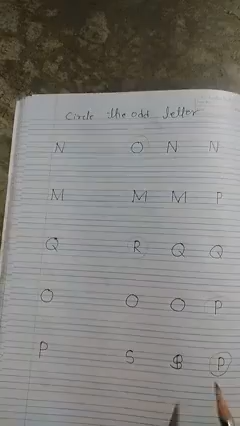 Circle the odd letter
N O N N
M M M P
Q R Q Q
O O O P
P S $ P